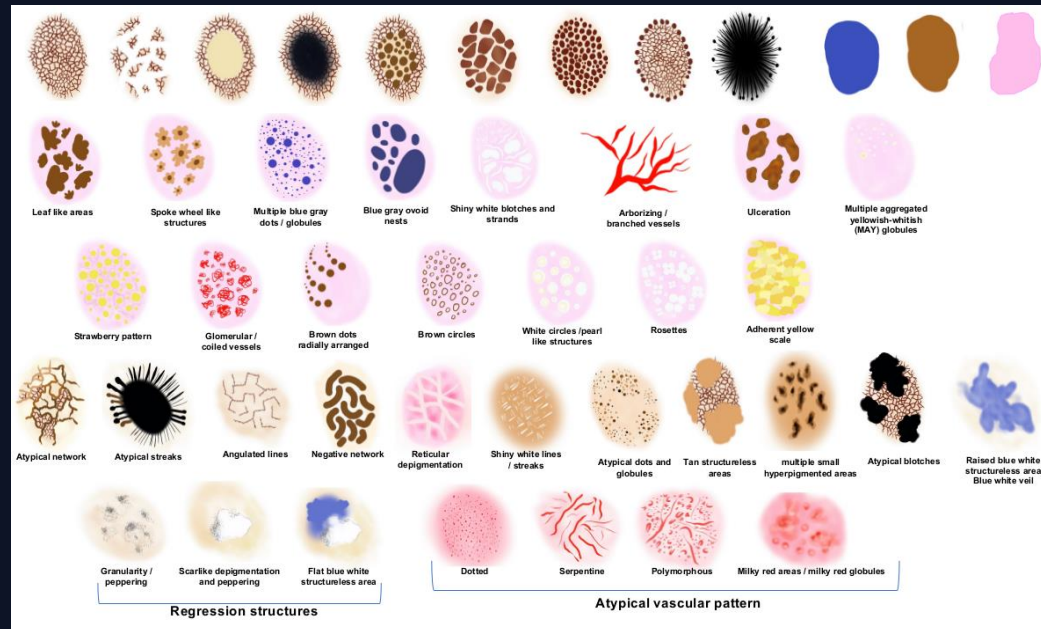 Leaf like areas
Spoke wheel like
structures
Multiple blue gray
dots / globules
Blue gray ovoid
nests
Shiny white blotches and
strands
Arborizing /
branched vessels
Ulceration
Multiple aggregated
yellowish-whitish
(MAY) globules
Strawberry pattern
Glomerular /
coiled vessels
Brown dots
radially arranged
Brown circles
White circles /pearl
like structures
Rosettes
Adherent yellow
scale
Atypical network
Atypical streaks
Angulated lines
Negative network
Reticular
depigmentation
Shiny white lines
/ streaks
Atypical dots and
globules
Tan structureless
areas
multiple small
hyperpigmented areas
Atypical blotches
Raised blue white
structureless area
Blue white veil
Granularity /
peppering
Scarlike depigmentation
and peppering
Flat blue white
structureless area
Dotted
Serpentine
Polymorphous
Milky red areas / milky red globules
Regression structures
Atypical vascular pattern